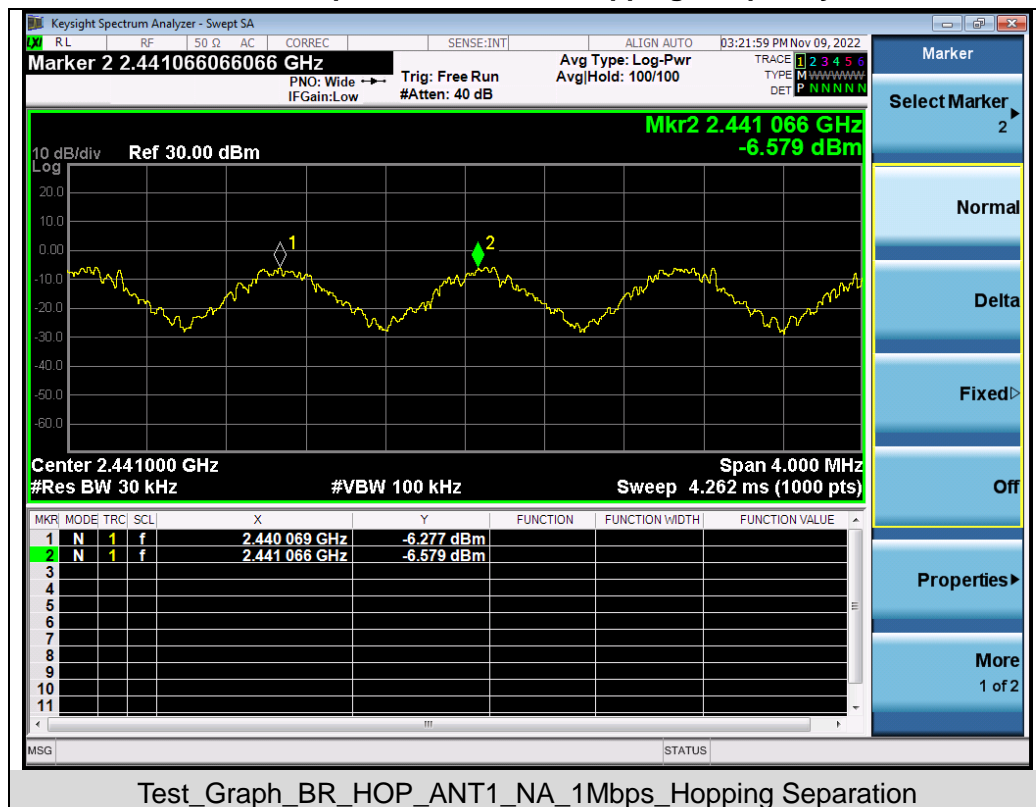 Keysight Spectrum Analyzer - Swept SA
LXI RL RF 50 Ω AC CORREC SENSE:INT ALIGN AUTO 03:21:59 PM Nov 09, 2022
Marker 2 2.441066066066 GHz
PNO: Wide
IFGain:Low
Trig: Free Run
#Atten: 40 dB
Avg Type: Log-Pwr
Avg|Hold: 100/100
TRACE 1 2 3 4 5 6
TYPE M WWWWW
DET P N N N N N
Mkr2 2.441 066 GHz
-6.579 dBm
10 dB/div Ref 30.00 dBm
Log
20.0
10.0
0.00
-10.0
-20.0
-30.0
-40.0
-50.0
-60.0
1
2
Center 2.441000 GHz Span 4.000 MHz
#Res BW 30 kHz #VBW 100 kHz Sweep 4.262 ms (1000 pts)
MKR MODE TRC SCL X Y FUNCTION FUNCTION WIDTH FUNCTION VALUE
1 N 1 f 2.440 069 GHz -6.277 dBm
2 N 1 f 2.441 066 GHz -6.579 dBm
3
4
5
6
7
8
9
10
11
MSG STATUS
Marker
Select Marker
2
Normal
Delta
Fixed
Off
Properties
More
1 of 2
Test_Graph_BR_HOP_ANT1_NA_1Mbps_Hopping Separation